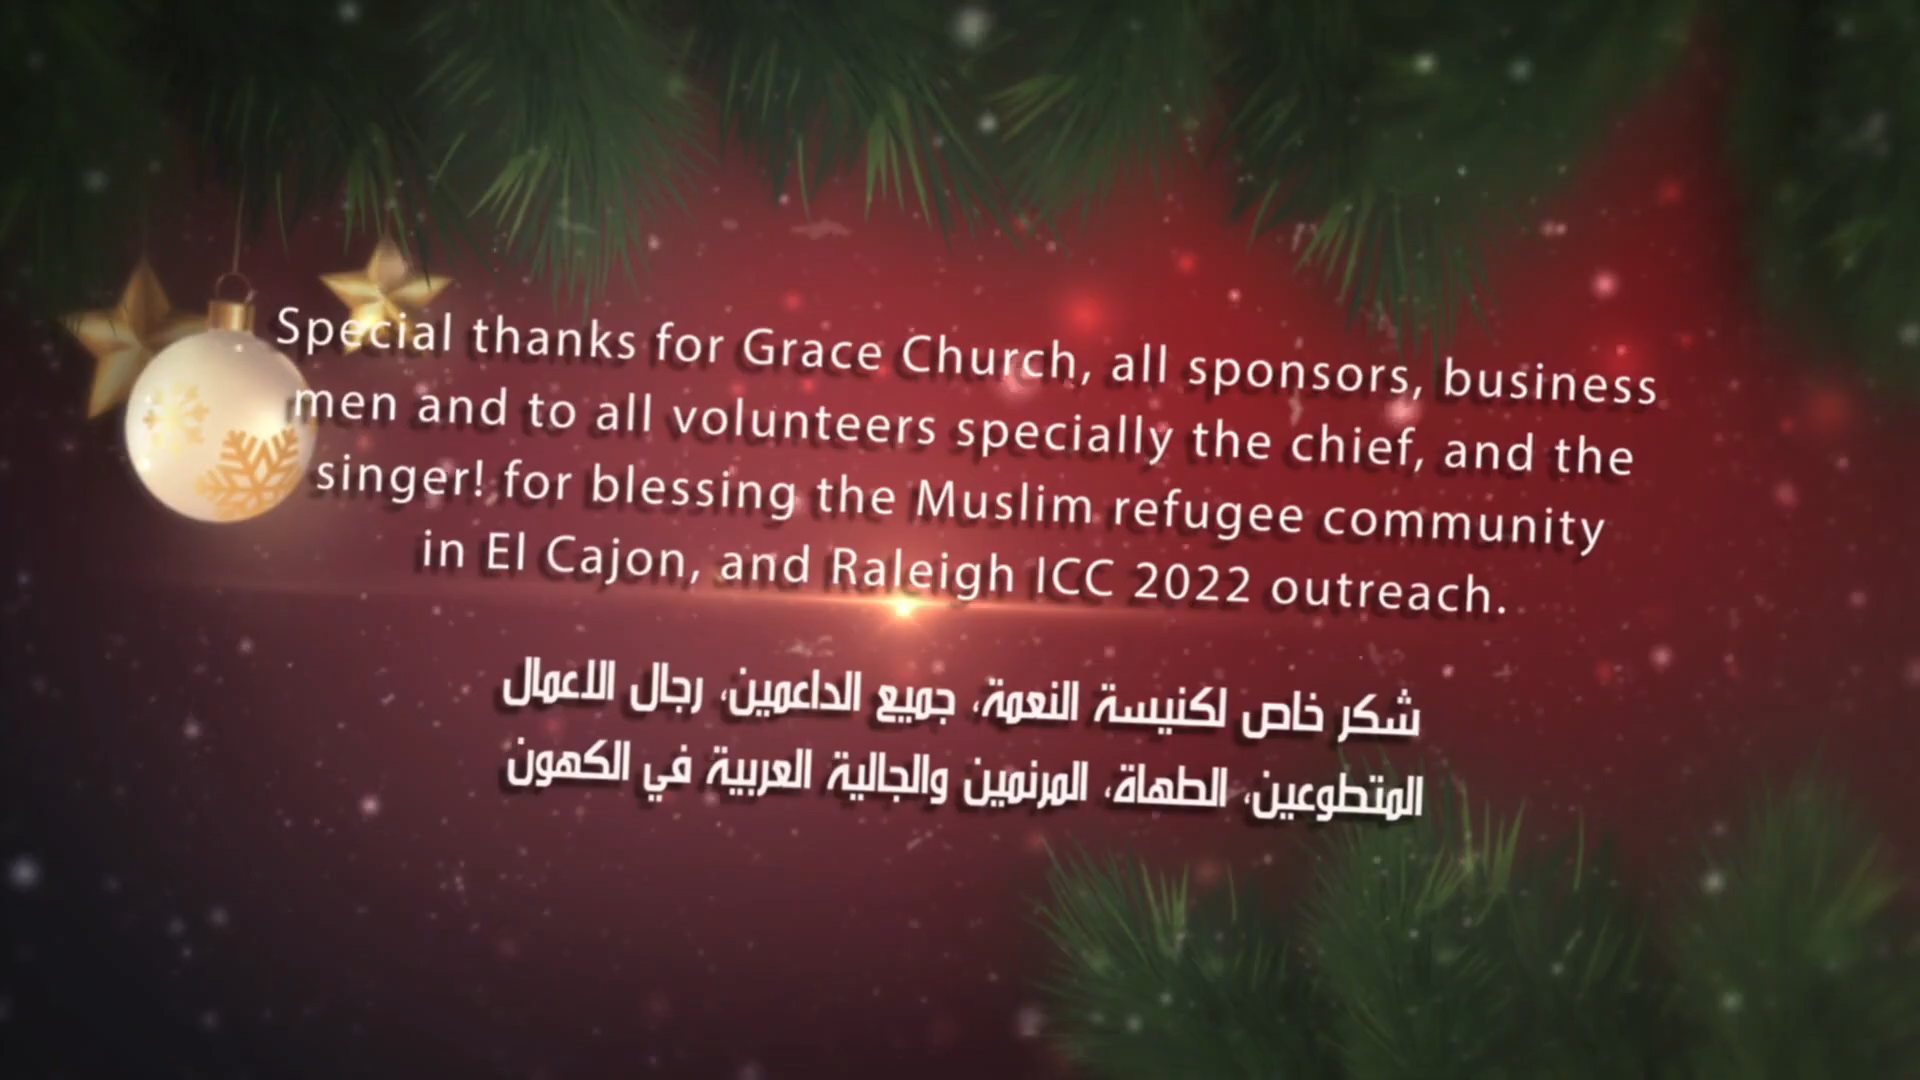 Special thanks for Grace Church, all sponsors, business
men and to all volunteers specially the chief, and the
singer! for blessing the Muslim refugee community
in El Cajon, and Raleigh ICC 2022 outreach.
شكر خاص لكنيسة النعمة، جميع الداعمين، رجال الاعمال
المتطوعين، الطهاة، المرنمين والجالية العربية في الكهون